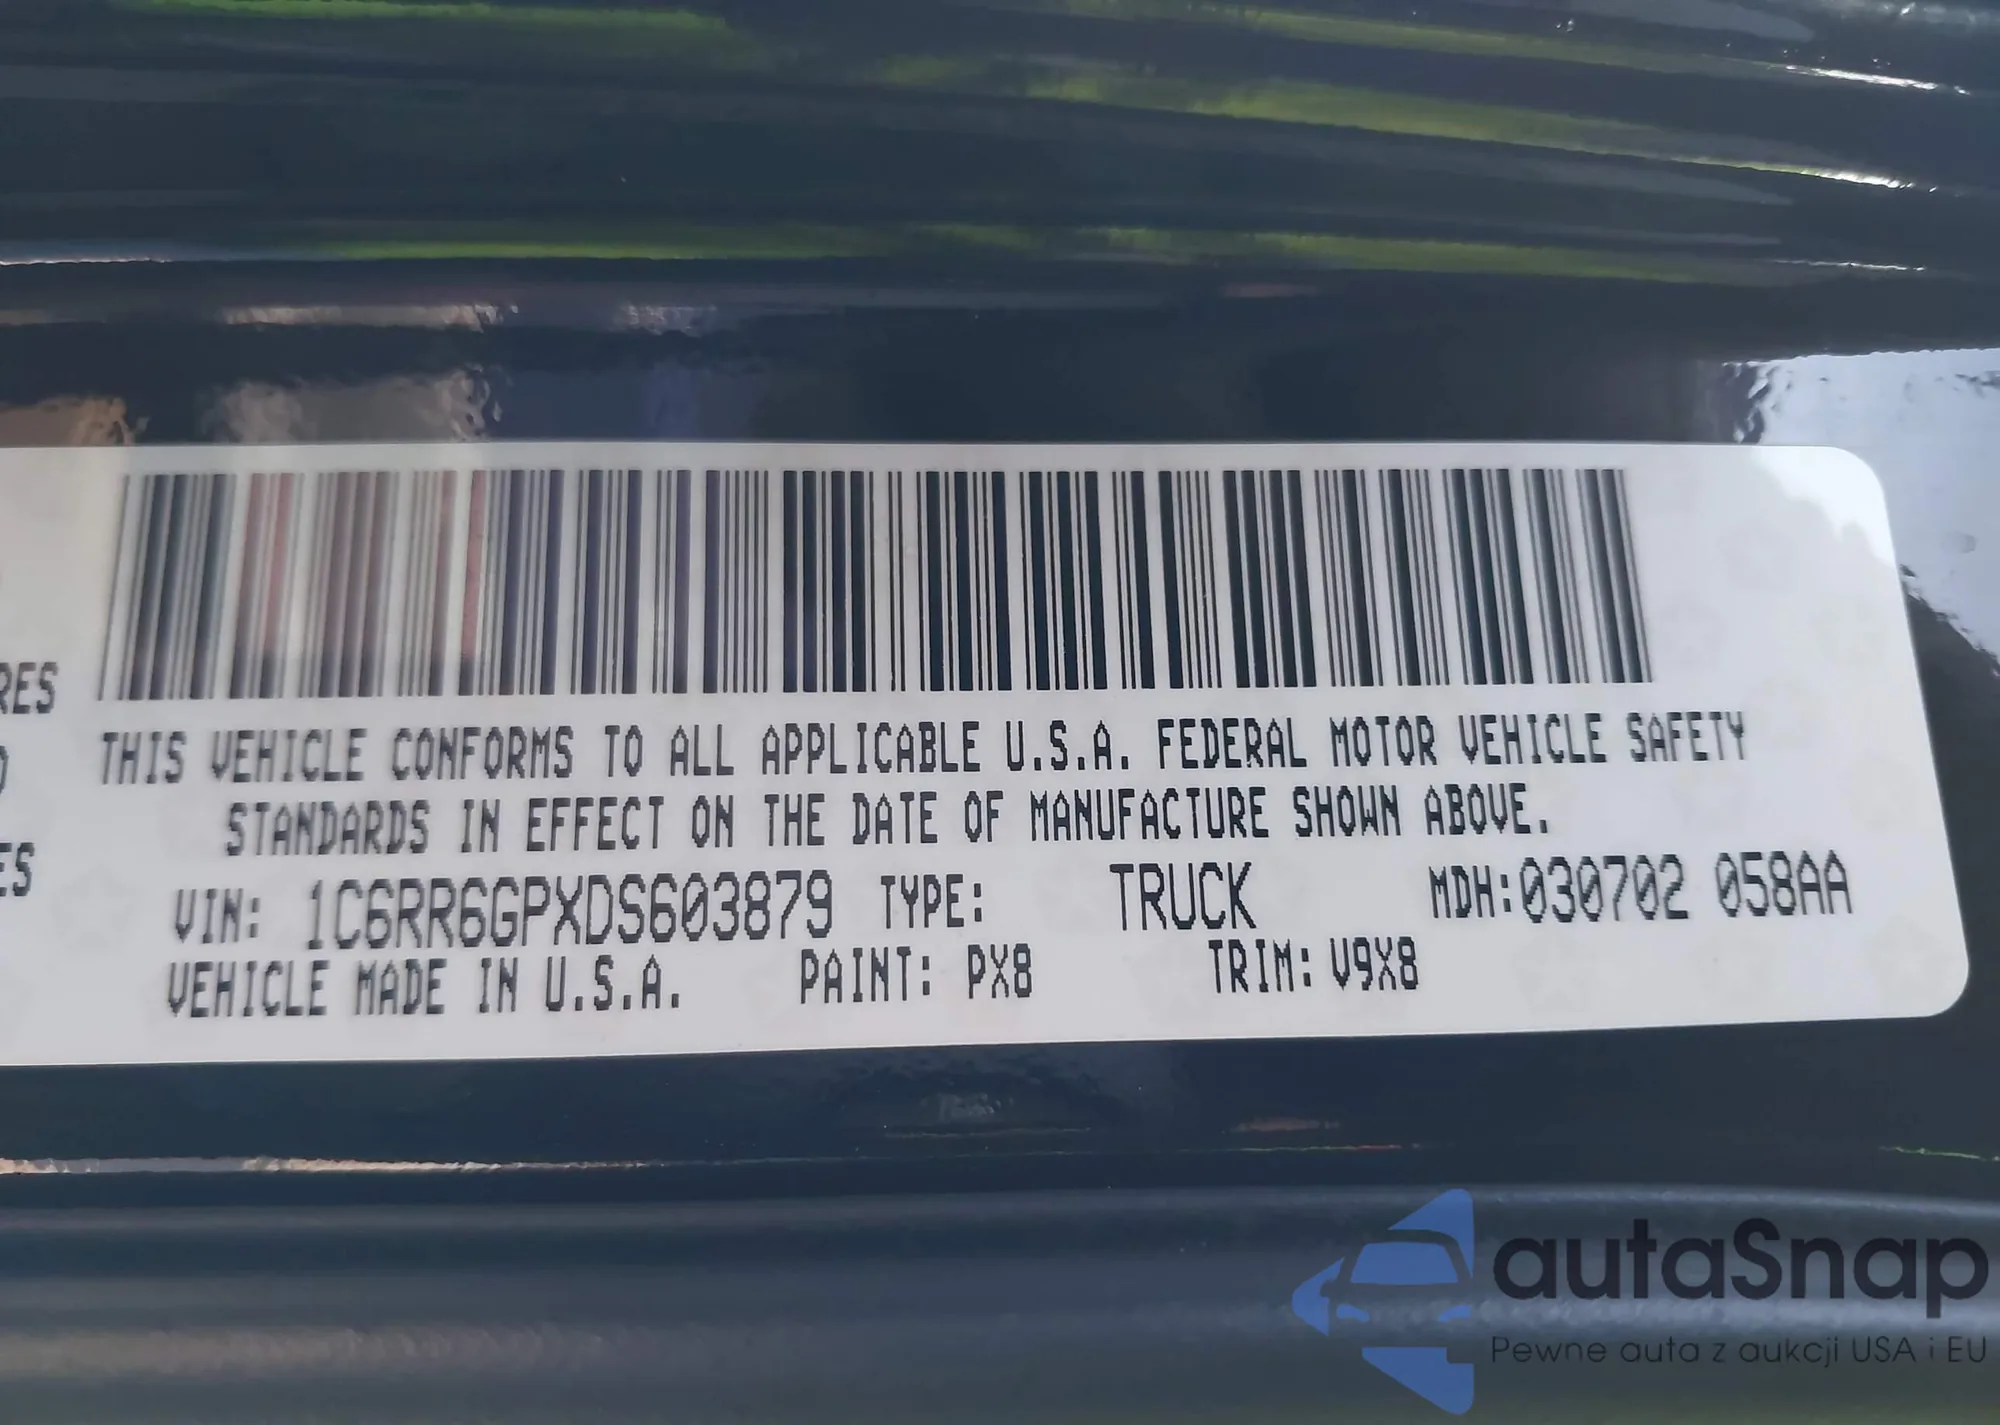 RES
THIS VEHICLE CONFORMS TO ALL APPLICABLE U.S.A. FEDERAL MOTOR VEHICLE SAFETY
STANDARDS IN EFFECT ON THE DATE OF MANUFACTURE SHOWN ABOVE.
ES
VIN: 1C6RR6GPXDS603879 TYPE: TRUCK MDH:030702 058AA
VEHICLE MADE IN U.S.A. PAINT: PX8 TRIM: V9X8
autaSnap
Pewne auta z aukcji USA i EU